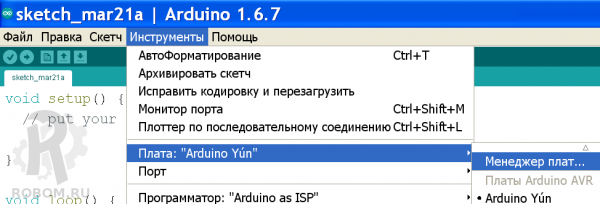 sketch_mar21a | Arduino 1.6.7
Файл Правка Скетч Инструменты Помощь
АвтоФорматирование Ctrl+T
Архивировать скетч
Исправить кодировку и перезагрузить
Монитор порта Ctrl+Shift+M
Плоттер по последовательному соединению Ctrl+Shift+L
Плата: "Arduino Yún"
Порт
Программатор: "Arduino as ISP"
Менеджер плат...
Платы Arduino AVR
Arduino Yún
sketch_mar21a
void setup() {
// put your
}
void loop() {
ROBOM.RU